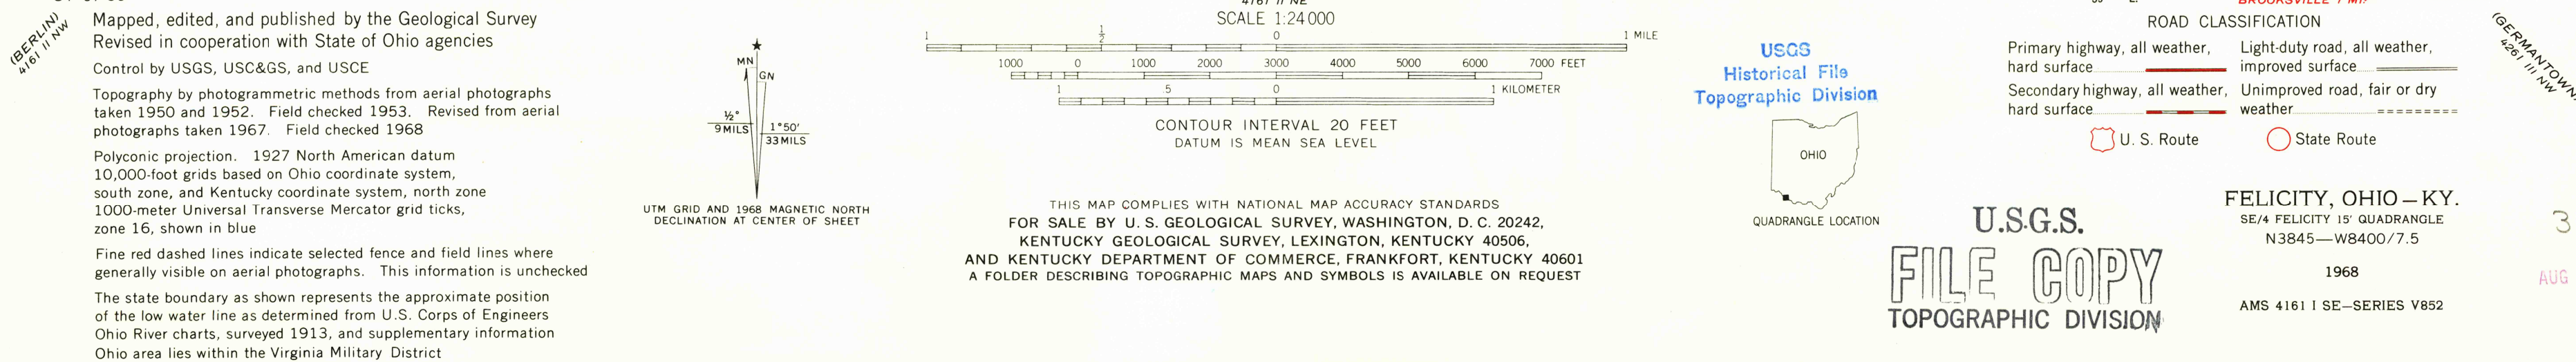 (BERLIN)
4161 II NW
Mapped, edited, and published by the Geological Survey
Revised in cooperation with State of Ohio agencies
Control by USGS, USC&GS, and USCE
Topography by photogrammetric methods from aerial photographs
taken 1950 and 1952. Field checked 1953. Revised from aerial
photographs taken 1967. Field checked 1968
Polyconic projection. 1927 North American datum
10,000-foot grids based on Ohio coordinate system,
south zone, and Kentucky coordinate system, north zone
1000-meter Universal Transverse Mercator grid ticks,
zone 16, shown in blue
Fine red dashed lines indicate selected fence and field lines where
generally visible on aerial photographs. This information is unchecked
The state boundary as shown represents the approximate position
of the low water line as determined from U.S. Corps of Engineers
Ohio River charts, surveyed 1913, and supplementary information
Ohio area lies within the Virginia Military District
★
MN
GN
½°
9 MILS
1°50'
33 MILS
UTM GRID AND 1968 MAGNETIC NORTH
DECLINATION AT CENTER OF SHEET
4161 II NE
SCALE 1:24 000
1 ½ 0 1 MILE
1000 0 1000 2000 3000 4000 5000 6000 7000 FEET
1 .5 0 1 KILOMETER
CONTOUR INTERVAL 20 FEET
DATUM IS MEAN SEA LEVEL
THIS MAP COMPLIES WITH NATIONAL MAP ACCURACY STANDARDS
FOR SALE BY U. S. GEOLOGICAL SURVEY, WASHINGTON, D. C. 20242,
KENTUCKY GEOLOGICAL SURVEY, LEXINGTON, KENTUCKY 40506,
AND KENTUCKY DEPARTMENT OF COMMERCE, FRANKFORT, KENTUCKY 40601
A FOLDER DESCRIBING TOPOGRAPHIC MAPS AND SYMBOLS IS AVAILABLE ON REQUEST
USGS
Historical File
Topographic Division
OHIO
QUADRANGLE LOCATION
BROOKSVILLE 7 MI.
ROAD CLASSIFICATION
Primary highway, all weather,
hard surface
Light-duty road, all weather,
improved surface
Secondary highway, all weather,
hard surface
Unimproved road, fair or dry
weather
U. S. Route
State Route
(GERMANTOWN)
4261 III NW
U.S.G.S.
FILE COPY
TOPOGRAPHIC DIVISION
FELICITY, OHIO—KY.
SE/4 FELICITY 15' QUADRANGLE
N3845—W8400/7.5
1968
AMS 4161 I SE—SERIES V852
3
AUG